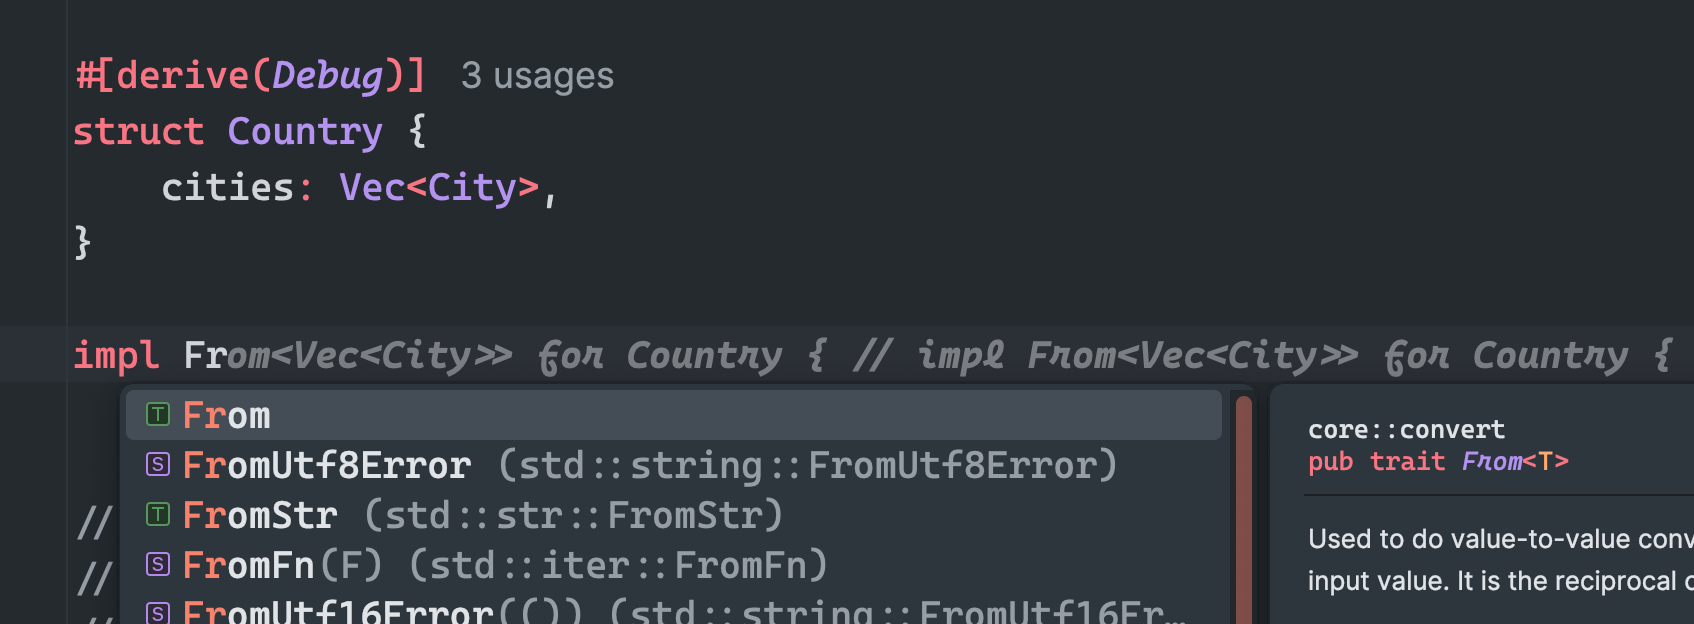 #[derive(Debug)] 3 usages
struct Country {
    cities: Vec<City>,
}
impl From<Vec<City>> for Country { // impl From<Vec<City>> for Country {
From
FromUtf8Error (std::string::FromUtf8Error)
FromStr (std::str::FromStr)
FromFn(F) (std::iter::FromFn)
FromUtf16Error(()) (std::string::FromUtf16Er…
//
//
//
core::convert
pub trait From<T>
Used to do value-to-value conv
input value. It is the reciprocal